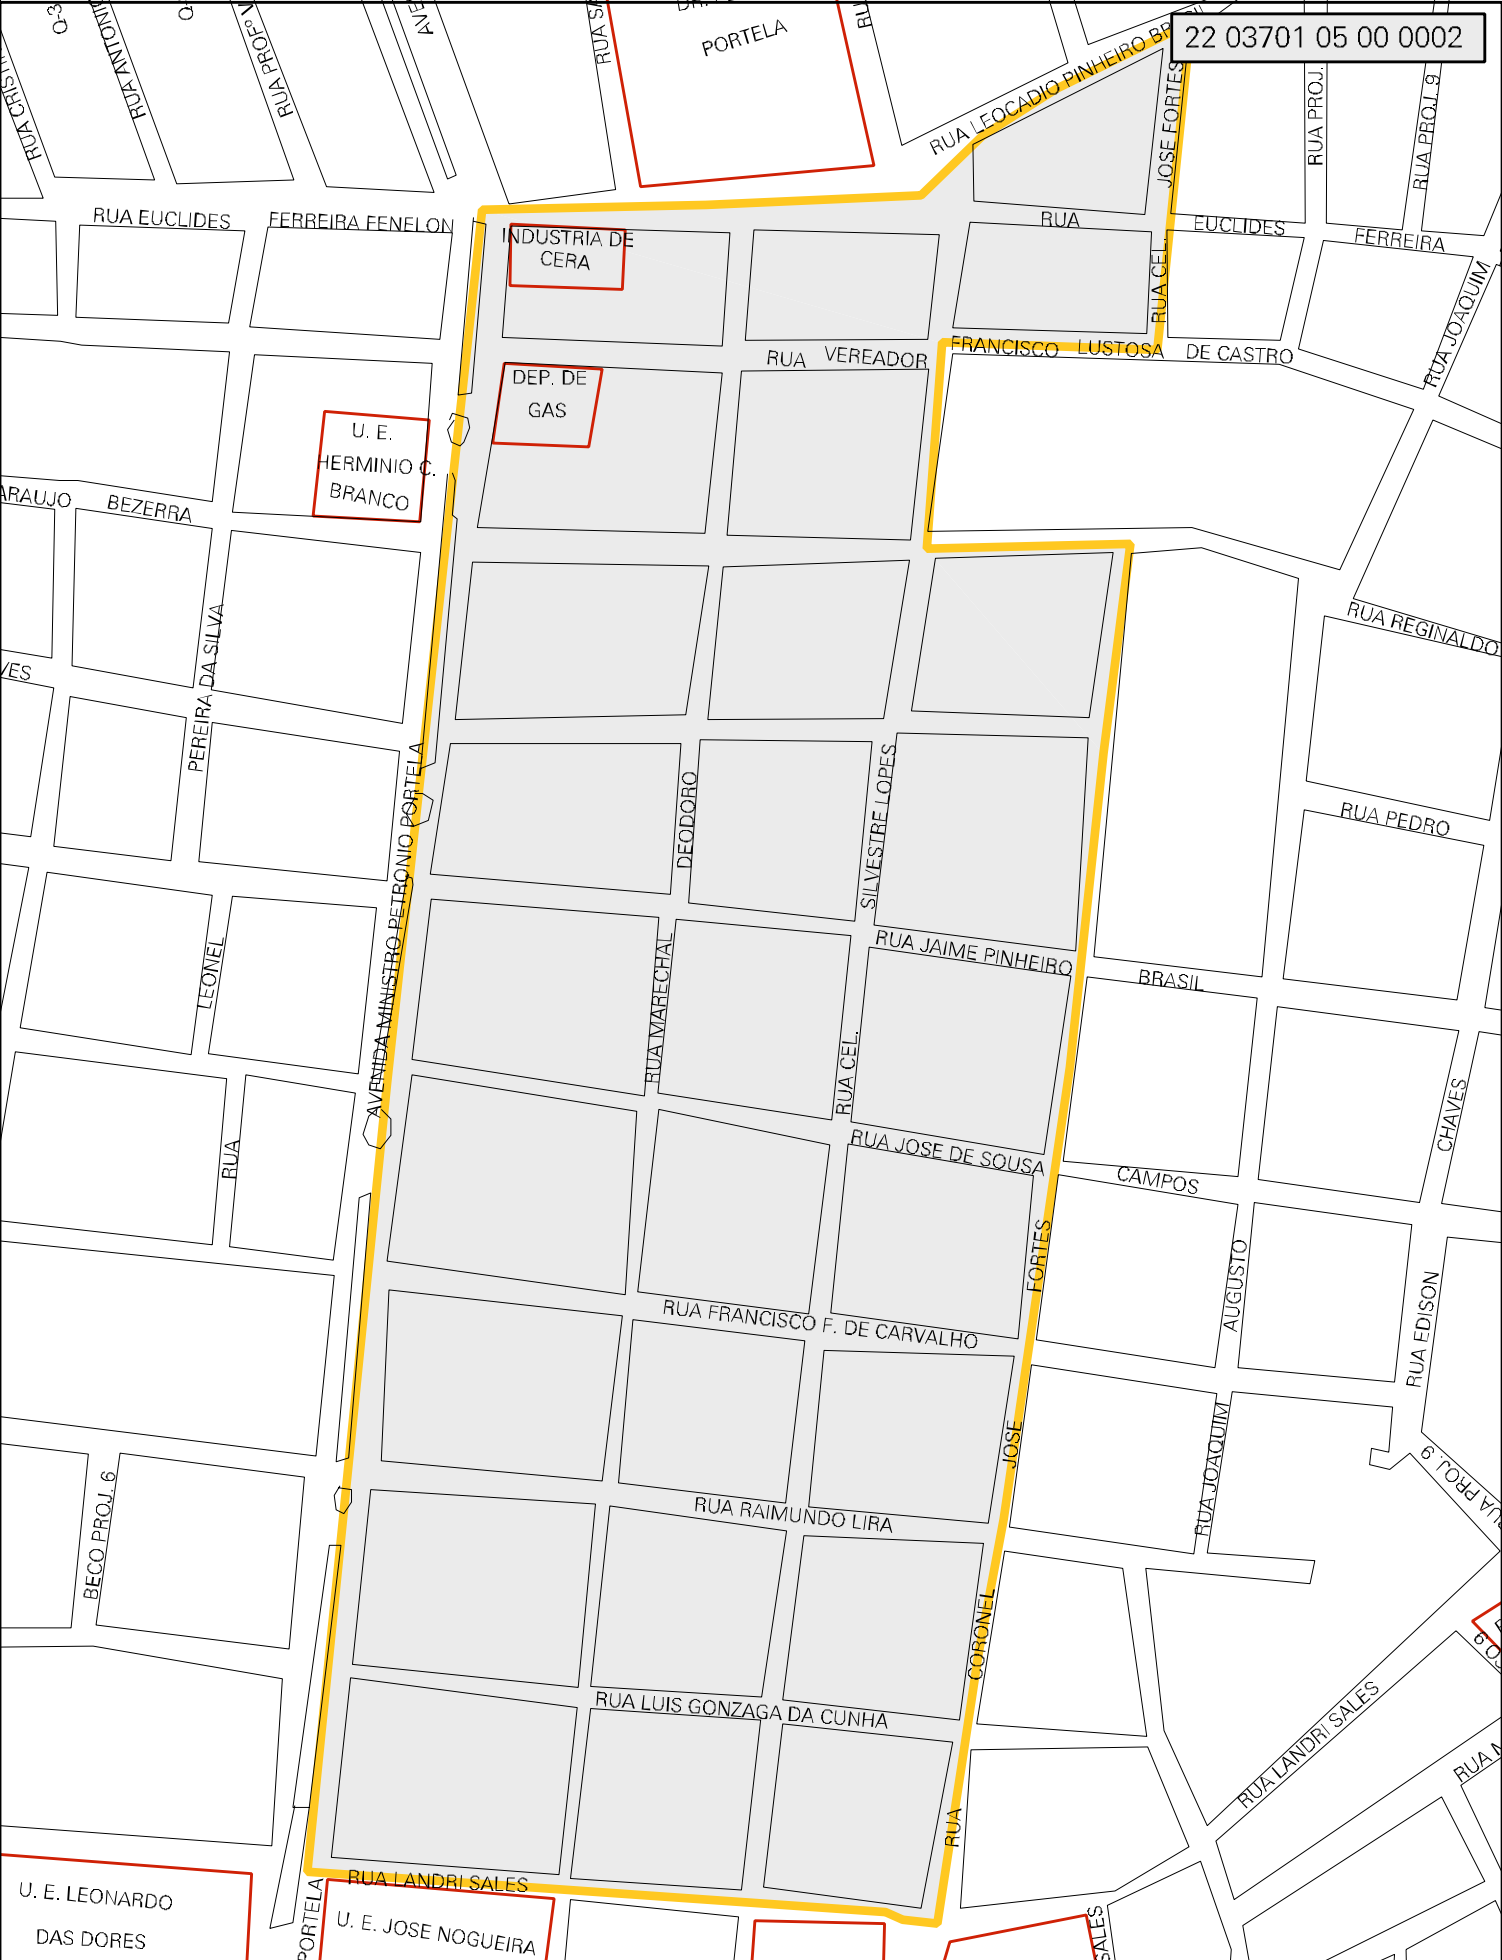 PORTELA
22 03701 05 00 0002
RUA ANTONIO
RUA LEOCADIO PINHEIRO
JOSE FORTES
RUA PROJ.
RUA PROJ. 9
RUA EUCLIDES
FERREIRA FENELON
RUA
EUCLIDES
FERREIRA
INDUSTRIA DE
CERA
RUA CEL.
RUA JOAQUIM
RUA
VEREADOR
FRANCISCO
LUSTOSA
DE CASTRO
DEP. DE
GAS
U. E.
HERMINIO C.
BRANCO
ARAUJO
BEZERRA
RUA REGINALDO
PEREIRA DA SILVA
RUA PEDRO
AVENIDA MINISTRO PETRONIO PORTELA
DEODORO
SILVESTRE LOPES
LEONEL
RUA MARECHAL
RUA JAIME PINHEIRO
BRASIL
RUA CEL.
RUA
RUA JOSE DE SOUSA
CAMPOS
CHAVES
FORTES
AUGUSTO
RUA EDISON
RUA FRANCISCO F. DE CARVALHO
JOSE
RUA JOAQUIM
RUA PROJ. 9
BECO PROJ. 6
RUA RAIMUNDO LIRA
CORONEL
RUA LUIS GONZAGA DA CUNHA
RUA LANDRI SALES
RUA
RUA LANDRI SALES
U. E. LEONARDO
DAS DORES
PORTELA
U. E. JOSE NOGUEIRA
SALES